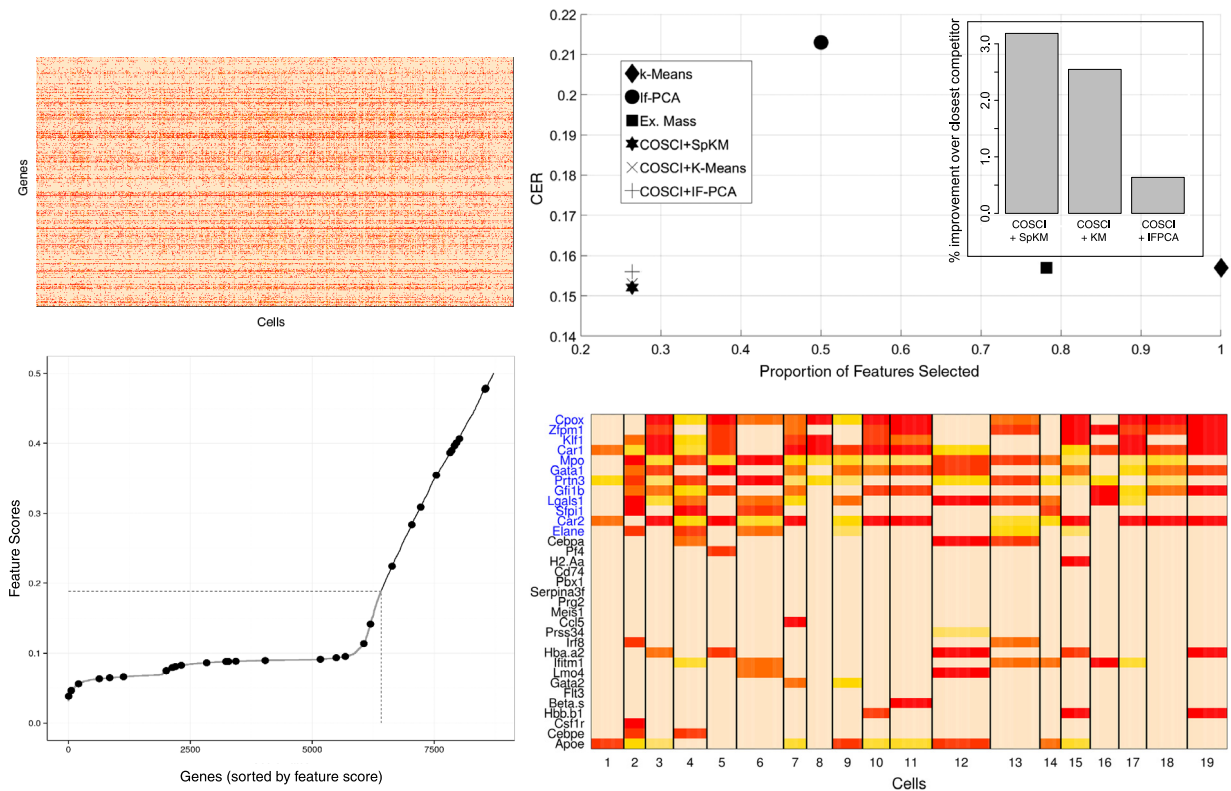 Genes
Cells
CER
0.22
0.21
0.2
0.19
0.18
0.17
0.16
0.15
0.14
0.2
0.3
0.4
0.5
0.6
0.7
0.8
0.9
1
Proportion of Features Selected
k-Means
If-PCA
Ex. Mass
COSCI+SpKM
COSCI+K-Means
COSCI+IF-PCA
% improvement over closest competitor
3.0
2.0
1.0
0.0
COSCI
+ SpKM
COSCI
+ KM
COSCI
+ IFPCA
Feature Scores
0.5
0.4
0.3
0.2
0.1
0.0
0
2500
5000
7500
Genes (sorted by feature score)
Cpox
Zfpm1
Klf1
Car1
Mpo
Gata1
Prtn3
Gfi1b
Lgals1
Sfpi1
Car2
Elane
Cebpa
Pf4
H2.Aa
Cd74
Pbx1
Serpina3f
Prg2
Meis1
Ccl5
Prss34
Irf8
Hba.a2
Ifitm1
Lmo4
Gata2
Flt3
Beta.s
Hbb.b1
Csf1r
Cebpe
Apoe
1 2 3 4 5 6 7 8 9 10 11 12 13 14 15 16 17 18 19
Cells